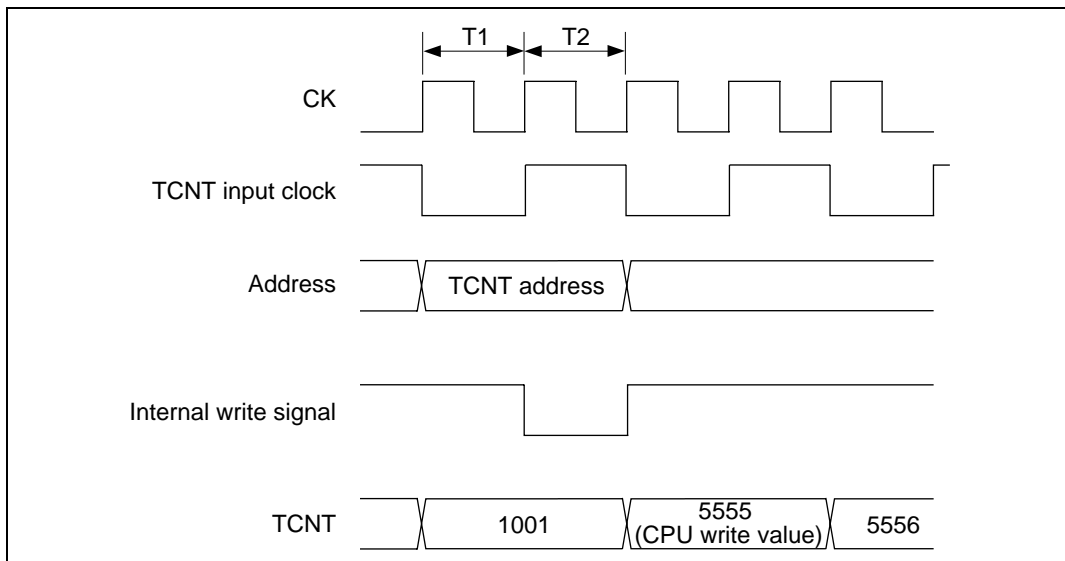 T1 T2
CK
TCNT input clock
Address TCNT address
Internal write signal
TCNT 1001 5555 5556
(CPU write value)